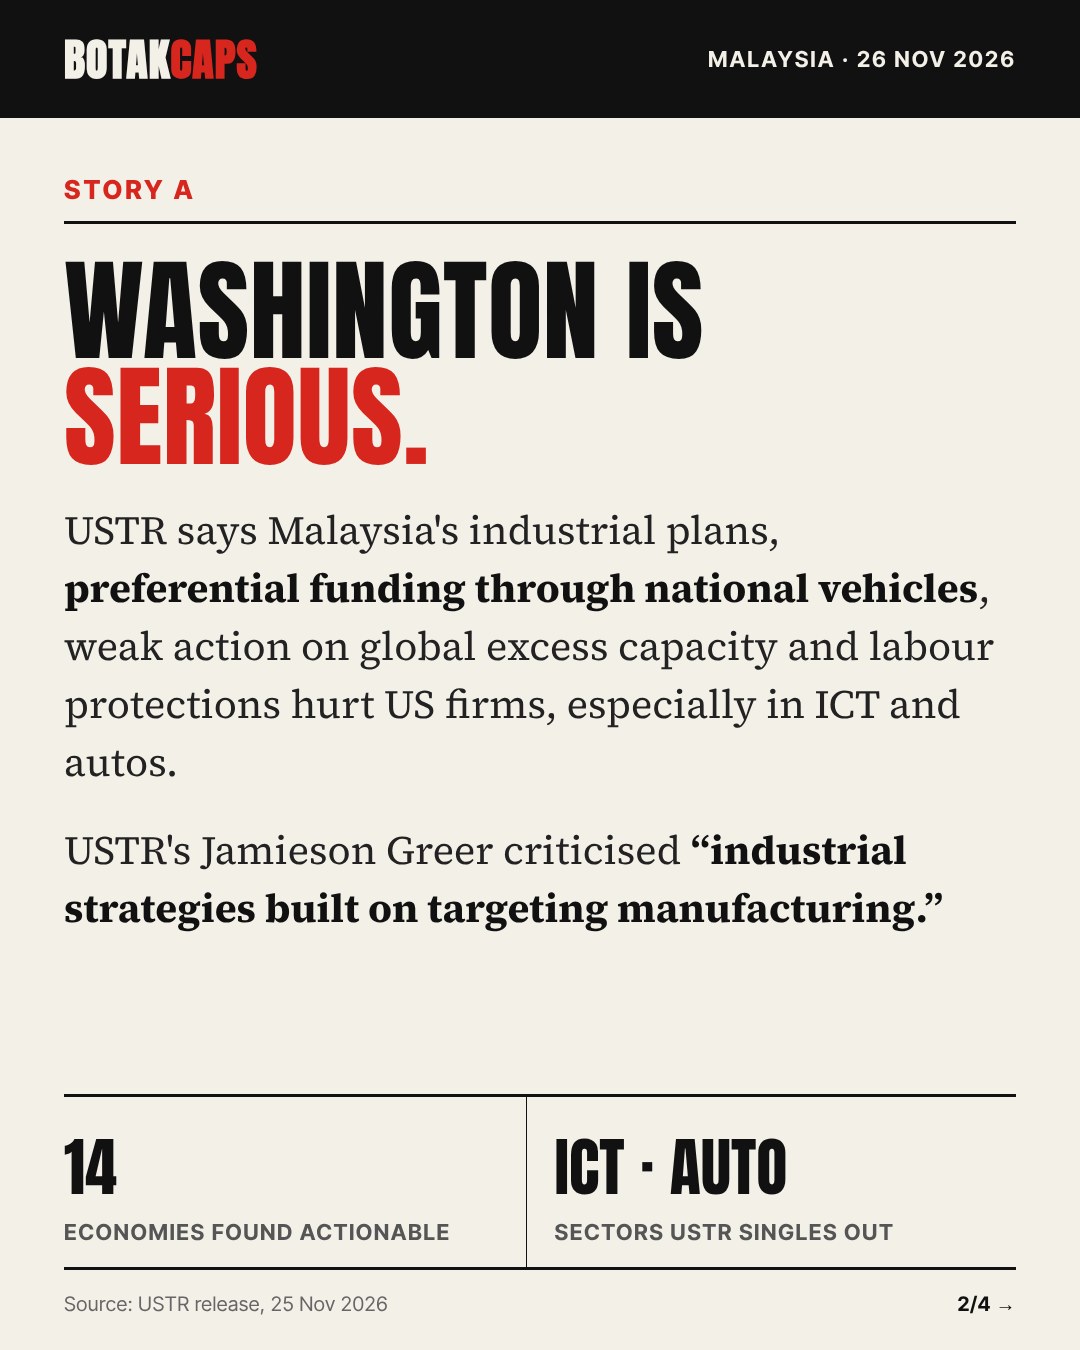 BOTAKCAPS
MALAYSIA · 26 NOV 2026
STORY A
WASHINGTON IS
SERIOUS.
USTR says Malaysia's industrial plans,
preferential funding through national vehicles,
weak action on global excess capacity and labour
protections hurt US firms, especially in ICT and
autos.
USTR's Jamieson Greer criticised “industrial
strategies built on targeting manufacturing.”
14
ECONOMIES FOUND ACTIONABLE
ICT · AUTO
SECTORS USTR SINGLES OUT
Source: USTR release, 25 Nov 2026
2/4 →